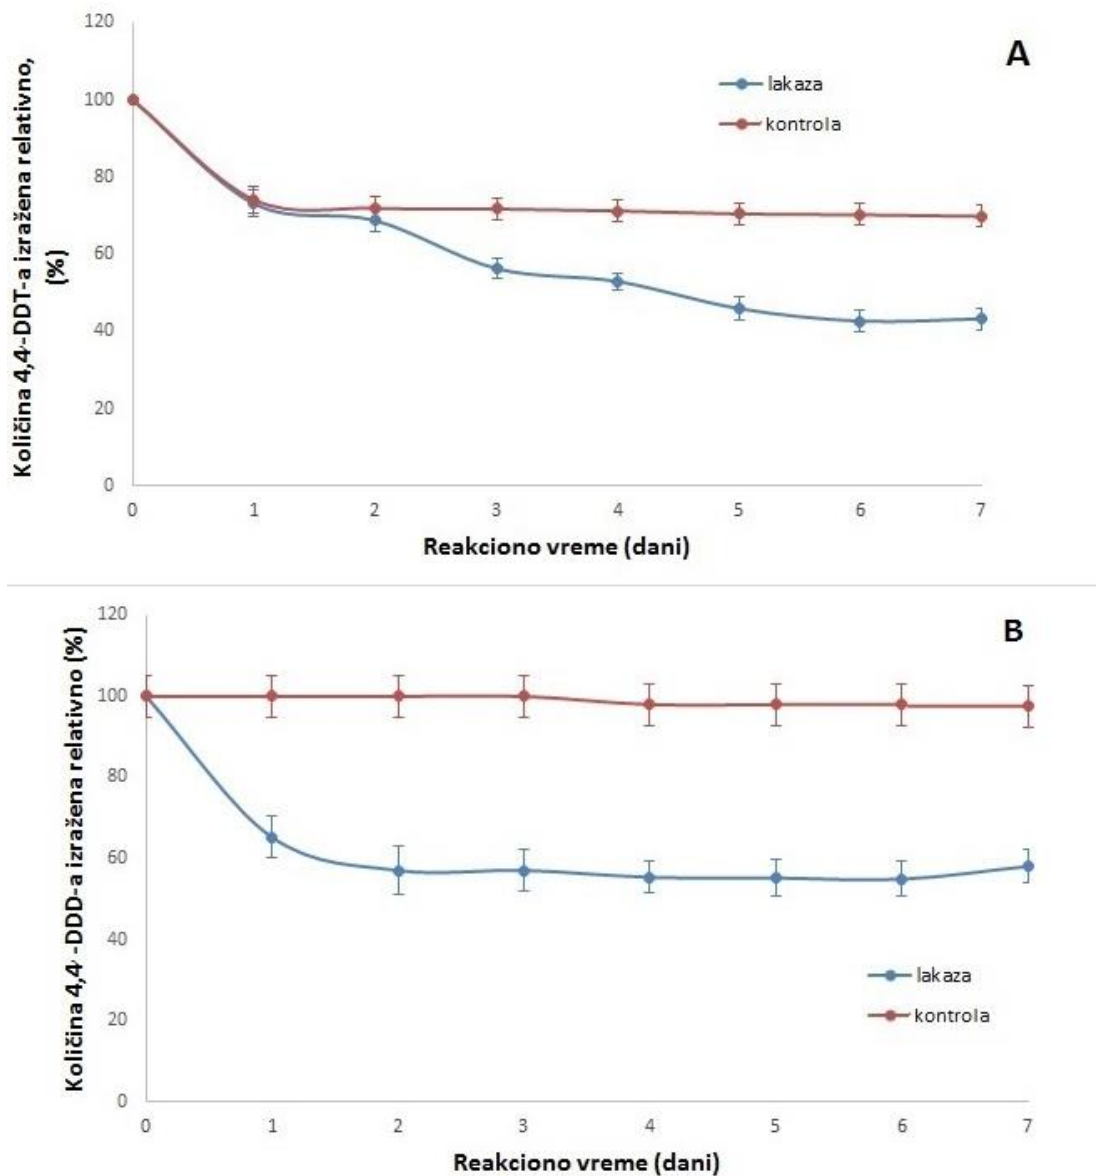 120
A
100
80
60
40
20
0
Količina 4,4'-DDT-a izražena relativno,
(%)
lakaza
kontrola
0 1 2 3 4 5 6 7
Reakciono vreme (dani)
120
B
100
80
60
40
20
0
Količina 4,4' -DDD-a izražena relativno (%)
lakaza
kontrola
0 1 2 3 4 5 6 7
Reakciono vreme (dani)